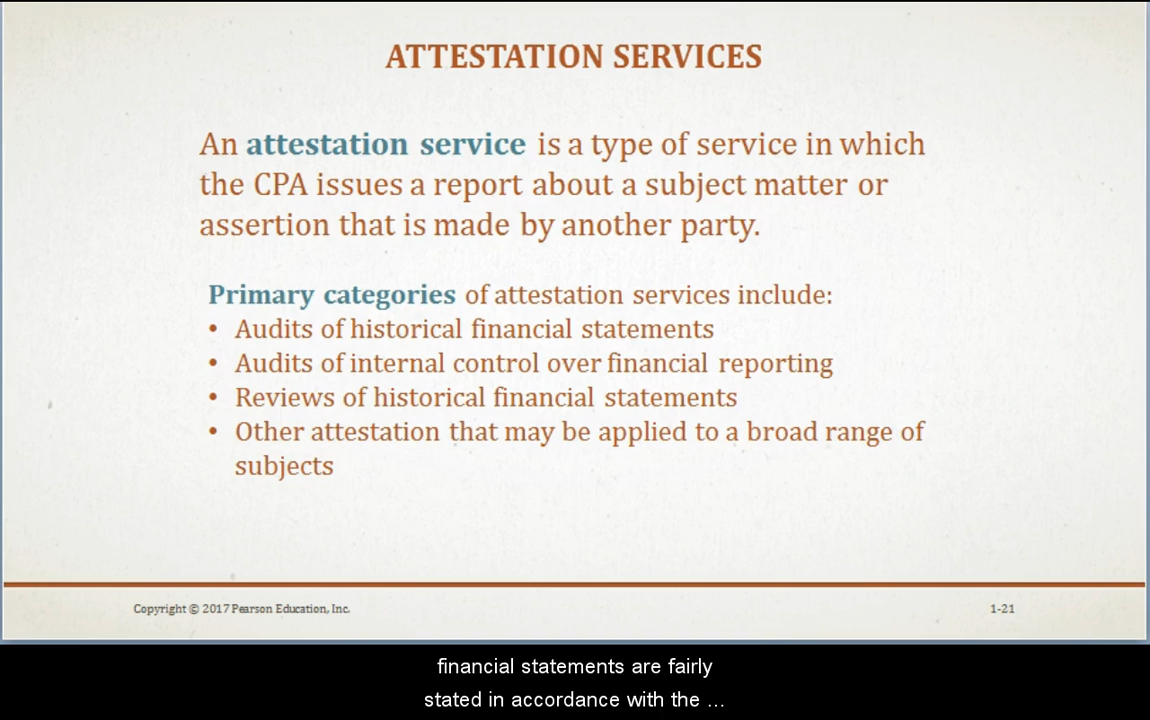 ATTESTATION SERVICES
An attestation service is a type of service in which
the CPA issues a report about a subject matter or
assertion that is made by another party.
Primary categories of attestation services include:
• Audits of historical financial statements
• Audits of internal control over financial reporting
• Reviews of historical financial statements
• Other attestation that may be applied to a broad range of
subjects
Copyright © 2017 Pearson Education, Inc.
1-21
financial statements are fairly
stated in accordance with the ...